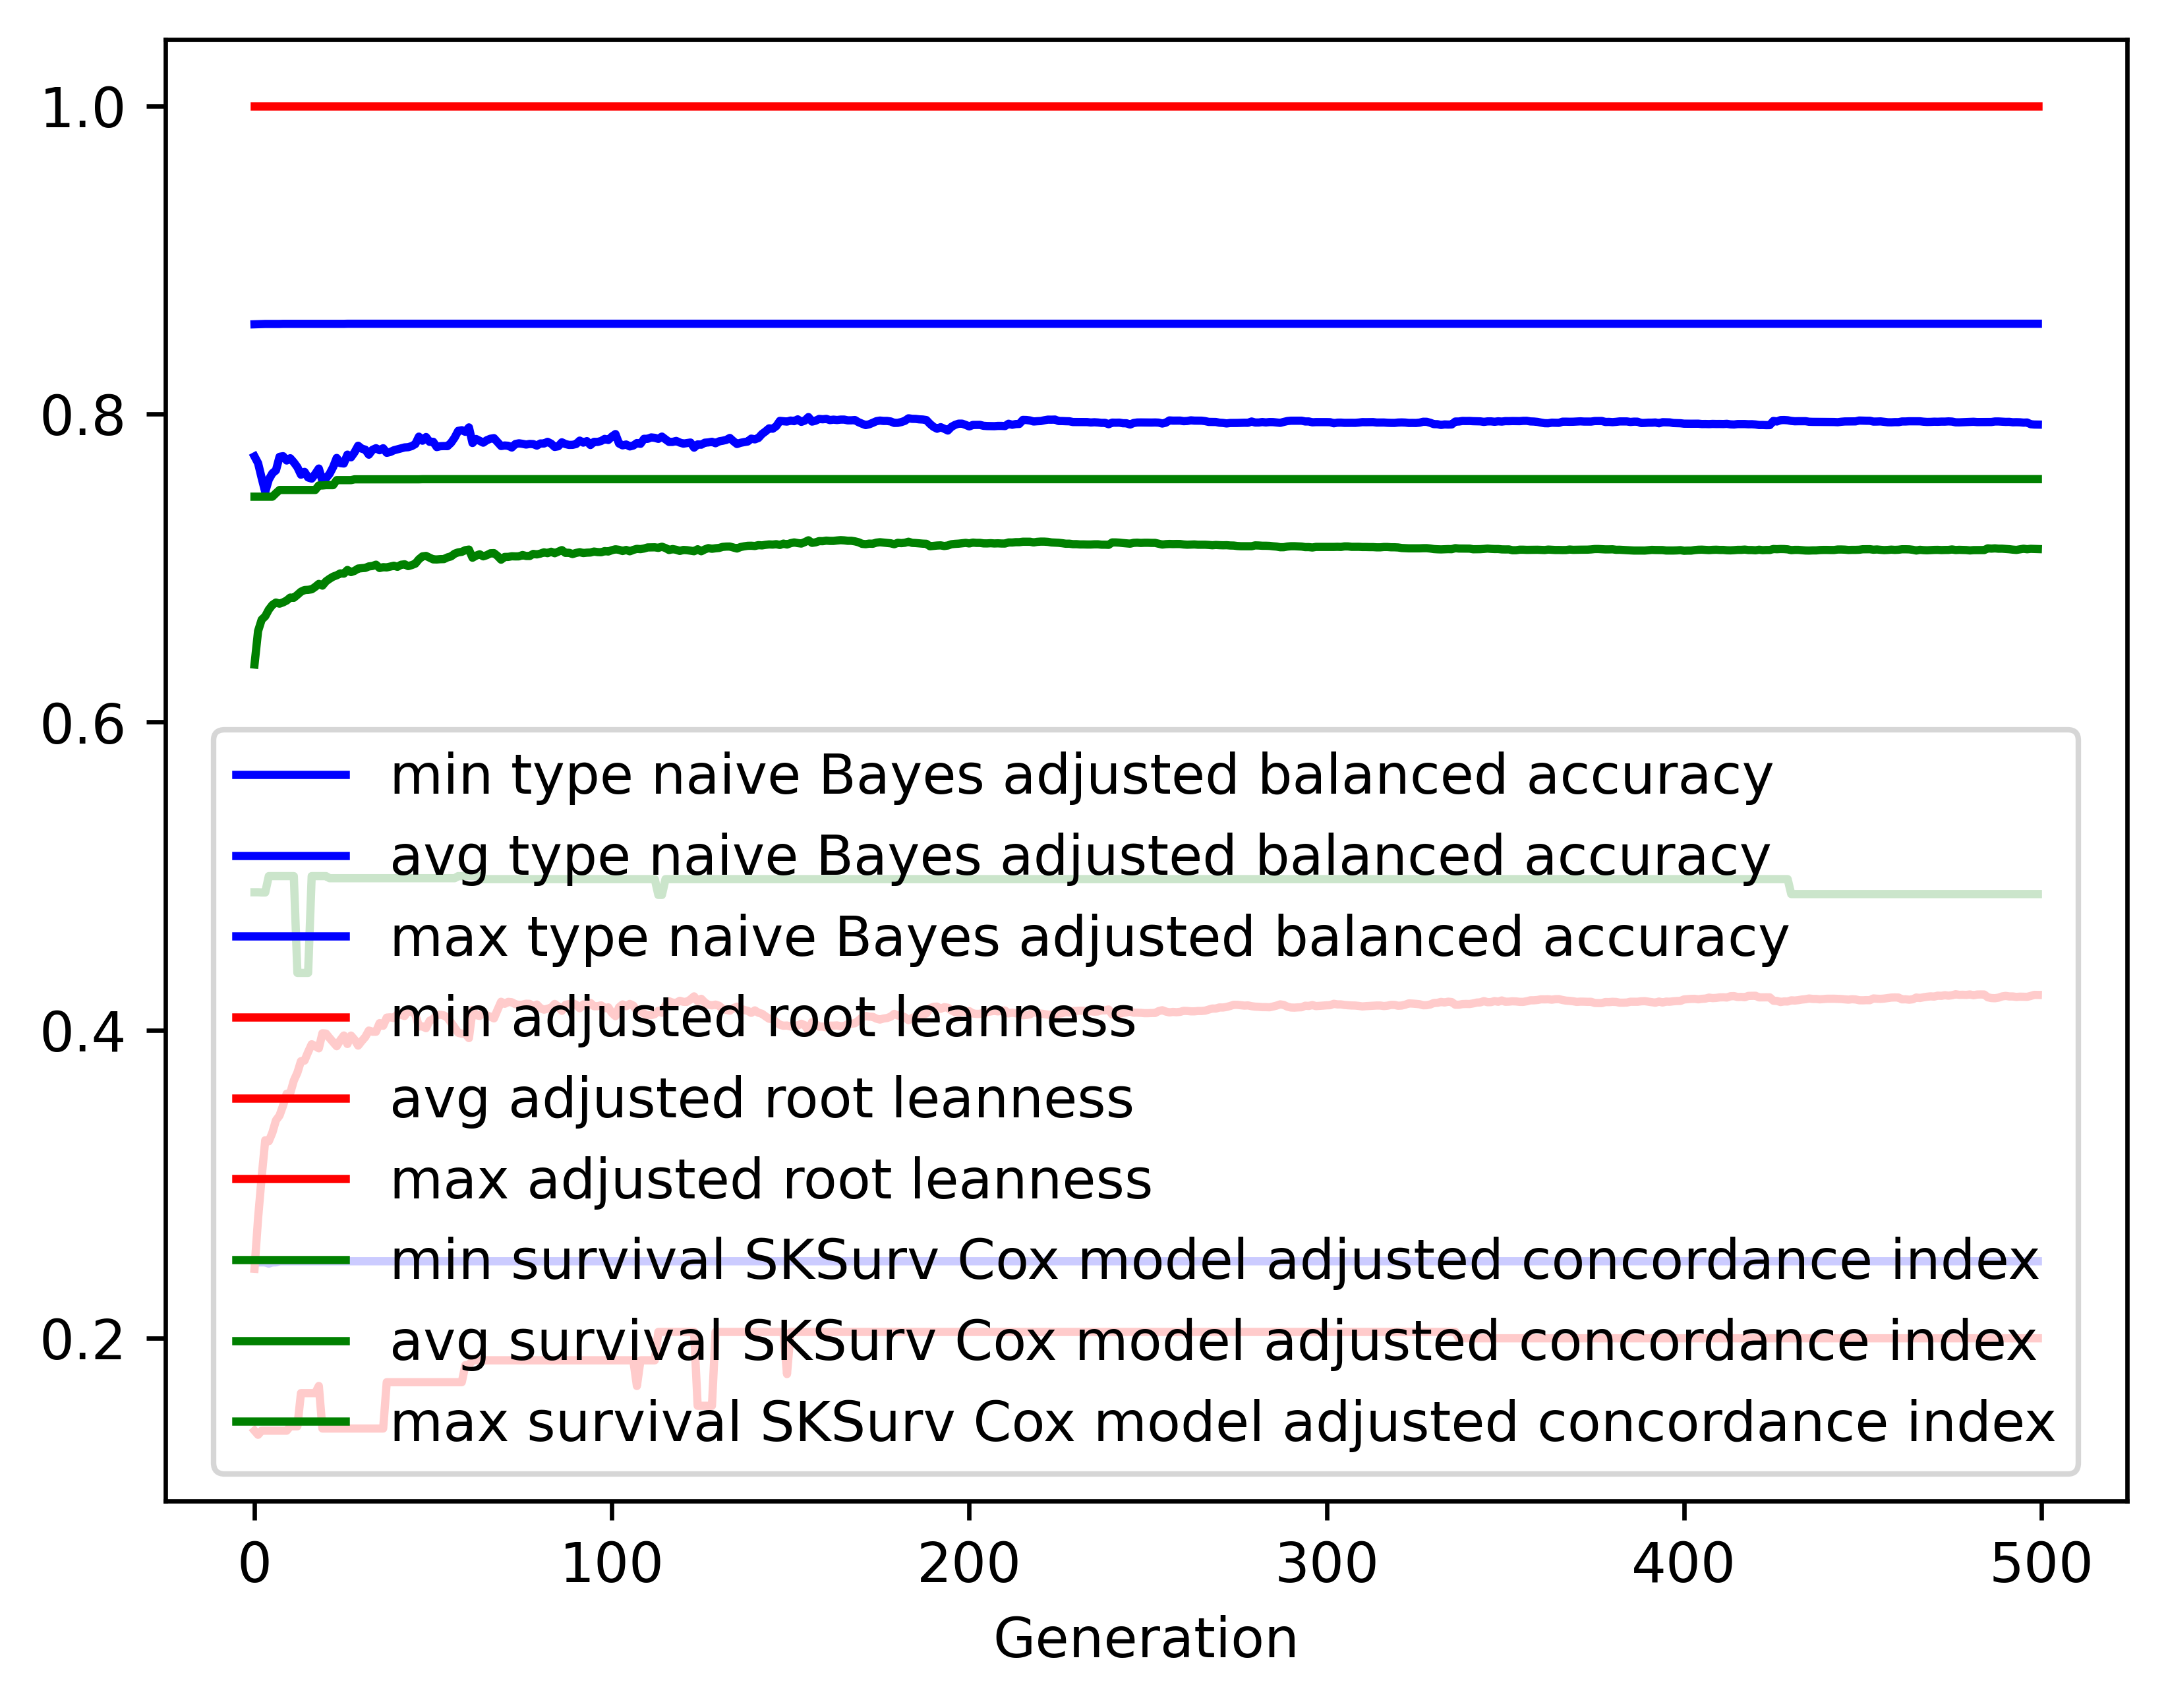 1.0
0.8
0.6
0.4
0.2
min type naive Bayes adjusted balanced accuracy
avg type naive Bayes adjusted balanced accuracy
max type naive Bayes adjusted balanced accuracy
min adjusted root leanness
avg adjusted root leanness
max adjusted root leanness
min survival SKSurv Cox model adjusted concordance index
avg survival SKSurv Cox model adjusted concordance index
max survival SKSurv Cox model adjusted concordance index
0 100 200 300 400 500
Generation